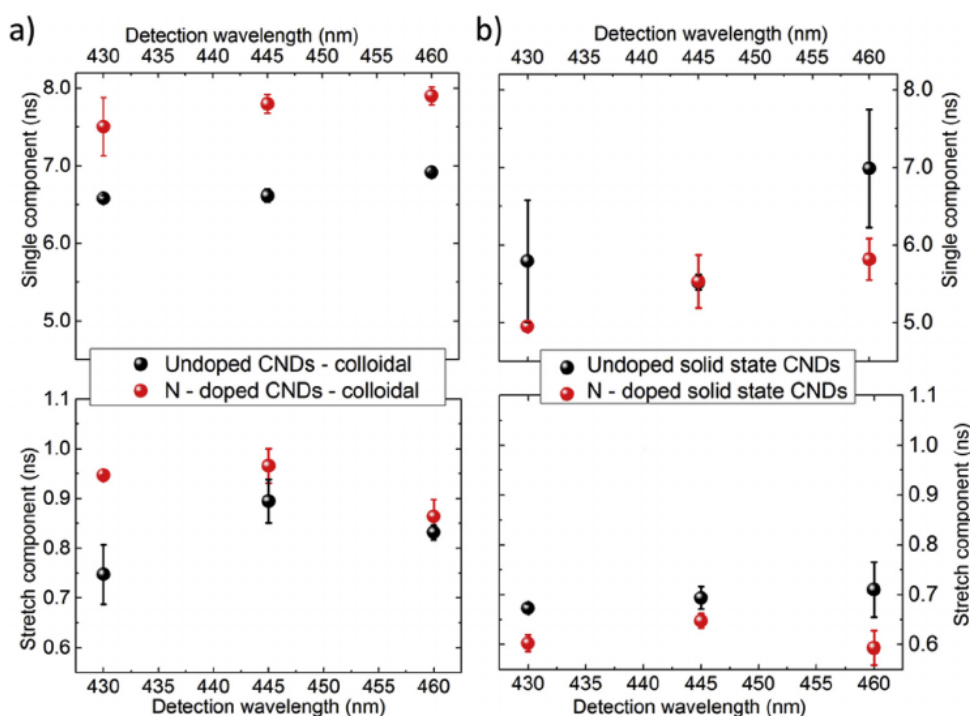 a)
Detection wavelength (nm)
430 435 440 445 450 455 460
Single component (ns)
8.0
7.0
6.0
5.0
Undoped CNDs - colloidal
N - doped CNDs - colloidal
Stretch component (ns)
1.1
1.0
0.9
0.8
0.7
0.6
430 435 440 445 450 455 460
Detection wavelength (nm)
b)
Detection wavelength (nm)
430 435 440 445 450 455 460
8.0
7.0
6.0
5.0
Single component (ns)
Undoped solid state CNDs
N - doped solid state CNDs
1.1
1.0
0.9
0.8
0.7
0.6
Stretch component (ns)
430 435 440 445 450 455 460
Detection wavelength (nm)